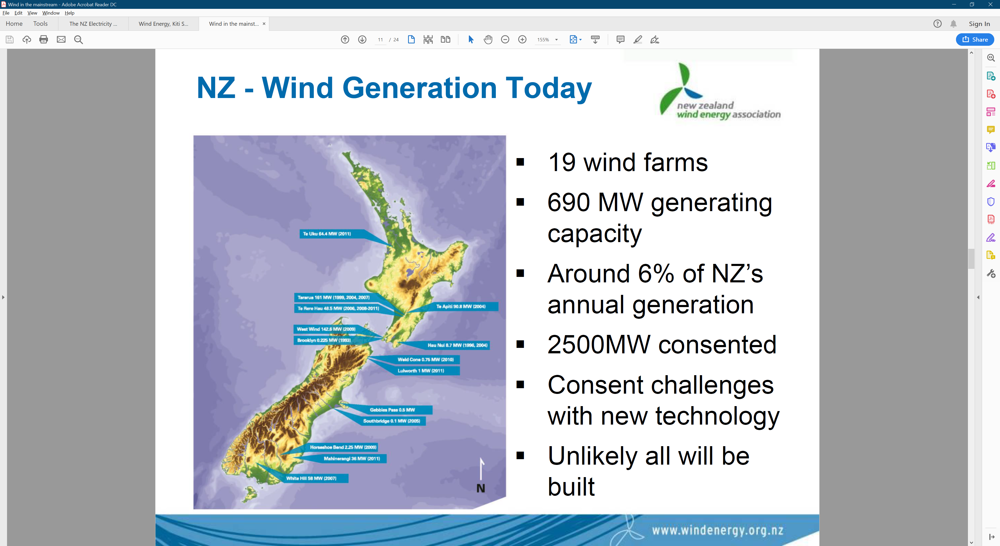 Wind in the mainstream - Adobe Acrobat Reader DC
File Edit View Window Help
Home Tools The NZ Electricity ... Wind Energy, Kiti S... Wind in the mainst... ×
Sign In
11 / 24 155%
Share
NZ - Wind Generation Today
new zealand
wind energy association
Te Uku 64.4 MW (2011)
Tararua 161 MW (1999, 2004, 2007)
Te Rere Hau 48.5 MW (2006, 2008-2011)
Te Apiti 90.8 MW (2004)
West Wind 142.6 MW (2009)
Brooklyn 0.225 MW (1993)
Hau Nui 8.7 MW (1996, 2004)
Weld Cone 0.75 MW (2010)
Lulworth 1 MW (2011)
Gebbies Pass 0.5 MW
Southbridge 0.1 MW (2005)
Horseshoe Bend 2.25 MW (2009)
Mahinerangi 36 MW (2011)
White Hill 58 MW (2007)
N
▪ 19 wind farms
▪ 690 MW generating
capacity
▪ Around 6% of NZ’s
annual generation
▪ 2500MW consented
▪ Consent challenges
with new technology
▪ Unlikely all will be
built
www.windenergy.org.nz